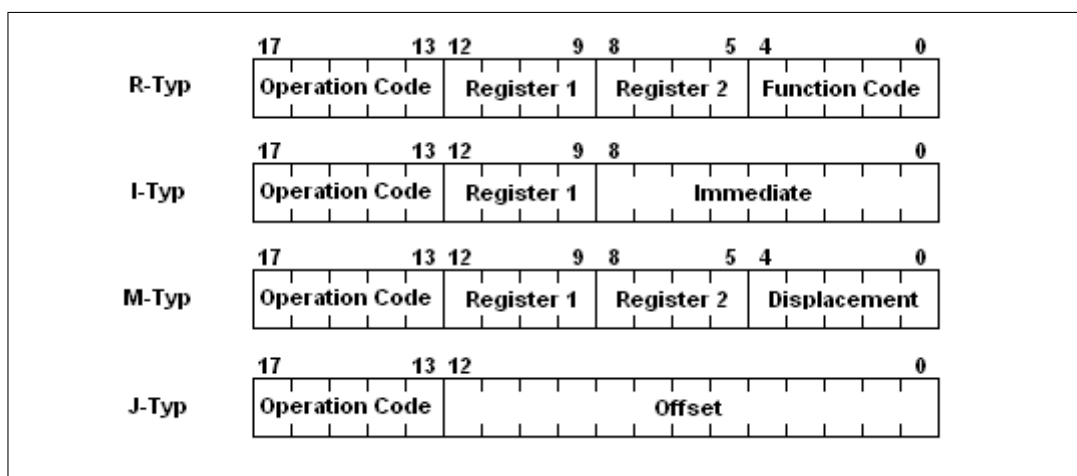 17 13 12 9 8 5 4 0
R-Typ Operation Code Register 1 Register 2 Function Code
17 13 12 9 8 0
I-Typ Operation Code Register 1 Immediate
17 13 12 9 8 5 4 0
M-Typ Operation Code Register 1 Register 2 Displacement
17 13 12 0
J-Typ Operation Code Offset